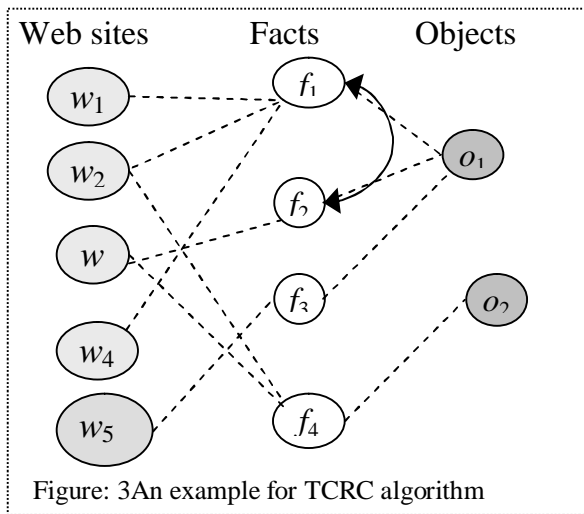 Web sites Facts Objects
w1 f1
w2 o1
f2
w
f3 o2
w4
w5 f4
Figure: 3An example for TCRC algorithm